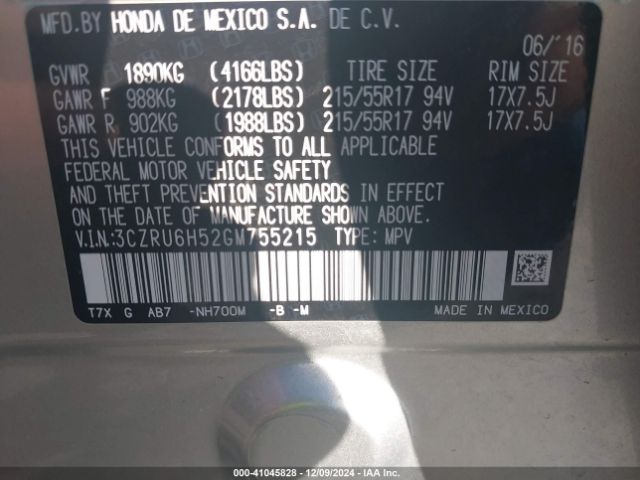 MFD.BY HONDA DE MEXICO S.A. DE C.V.
06/'16
GVWR 1890KG (4166LBS) TIRE SIZE RIM SIZE
GAWR F 988KG (2178LBS) 215/55R17 94V 17X7.5J
GAWR R 902KG (1988LBS) 215/55R17 94V 17X7.5J
THIS VEHICLE CONFORMS TO ALL APPLICABLE
FEDERAL MOTOR VEHICLE SAFETY
AND THEFT PREVENTION STANDARDS IN EFFECT
ON THE DATE OF MANUFACTURE SHOWN ABOVE.
V.I.N:3CZRU6H52GM755215 TYPE: MPV
T7X G AB7 -NH700M -B -M MADE IN MEXICO
00-41045828 - 12/09/2024 - IAAI.COM